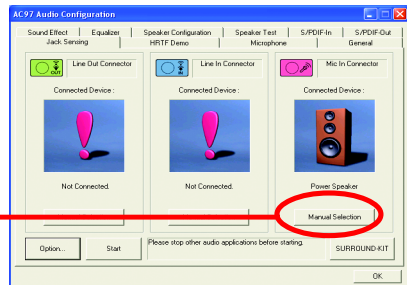 AC97 Audio Configuration
Sound Effect Equalizer Speaker Configuration Speaker Test S/PDIF-In S/PDIF-Out
Jack Sensing HRTF Demo Microphone General
OUT Line Out Connector
IN Line In Connector
Mic In Connector
Connected Device : Connected Device : Connected Device :
Not Connected. Not Connected. Power Speaker
Manual Selection
Option... Start Please stop other audio applications before starting. SURROUND-KIT
OK